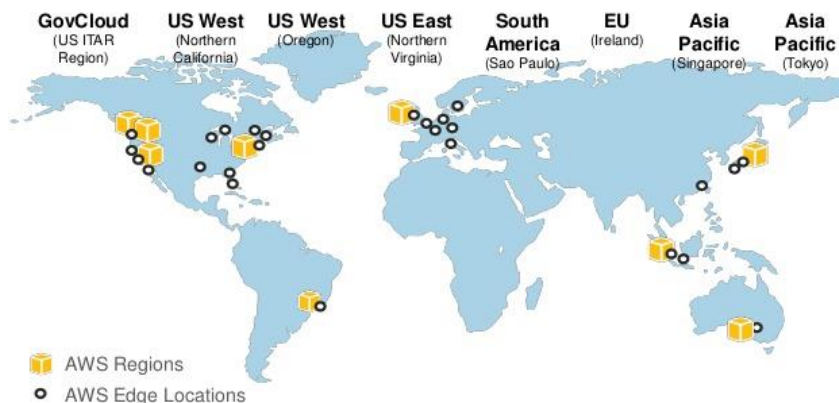 GovCloud
(US ITAR
Region)
US West
(Northern
California)
US West
(Oregon)
US East
(Northern
Virginia)
South
America
(Sao Paulo)
EU
(Ireland)
Asia
Pacific
(Singapore)
Asia
Pacific
(Tokyo)
AWS Regions
AWS Edge Locations